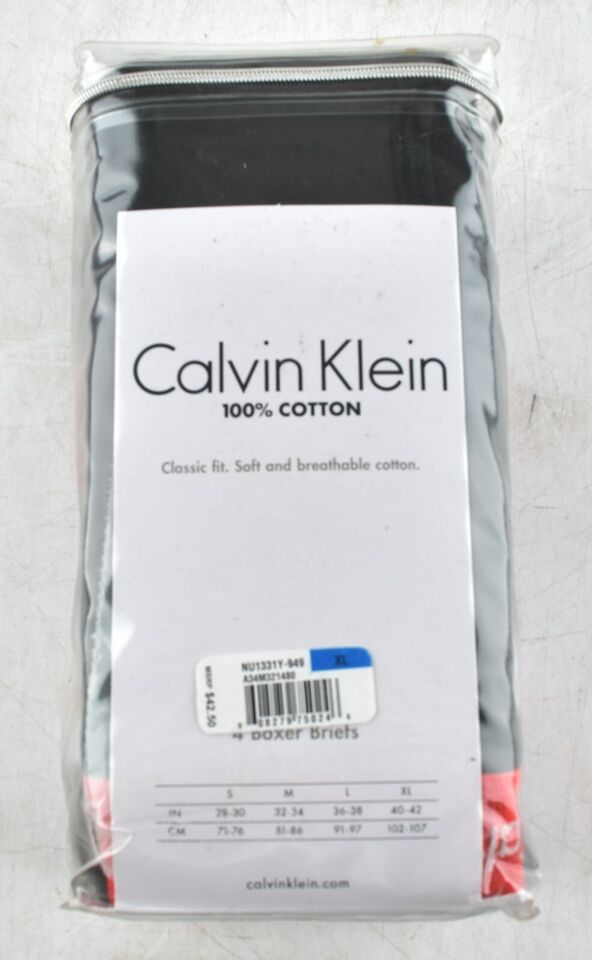 Calvin Klein
100% COTTON
Classic fit. Soft and breathable cotton.
NU1331Y-949 XL
A34M321480
MSRP $42.50
08279 75024
4 Boxer Briefs
S M L XL
IN 28-30 32-34 36-38 40-42
CM 71-76 81-86 91-97 102-107
calvinklein.com